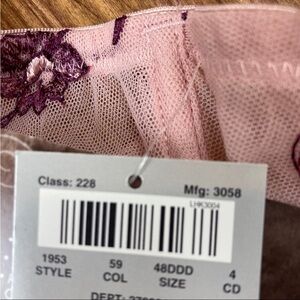 Class: 228 Mfg: 3058
LHK3004
1953 59 48DDD 4
STYLE COL SIZE CD